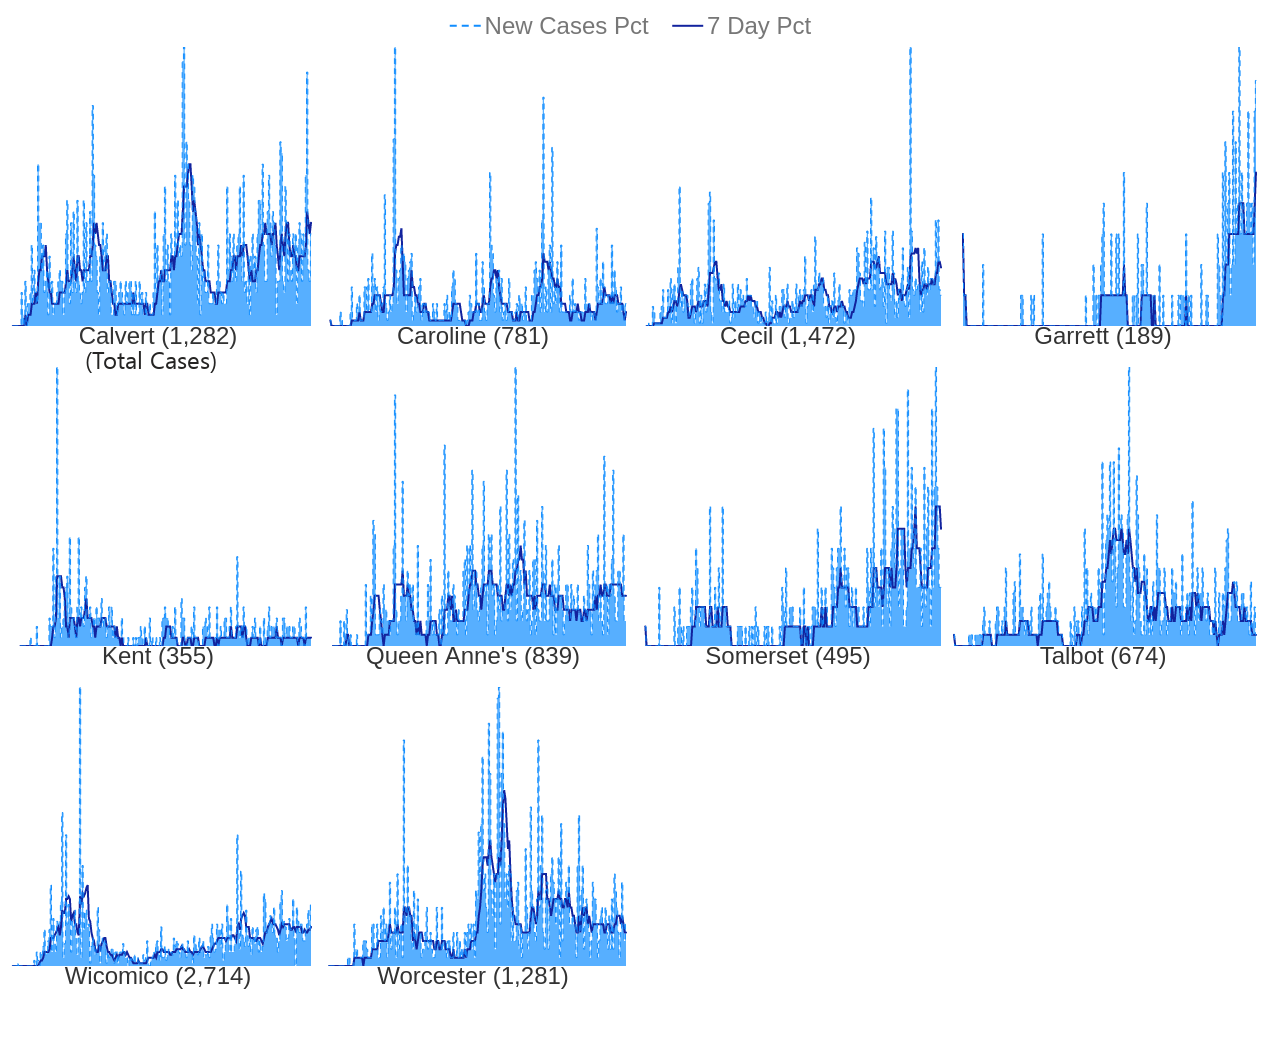 New Cases Pct 7 Day Pct
Calvert (1,282) Caroline (781) Cecil (1,472) Garrett (189)
(Total Cases)
Kent (355) Queen Anne's (839) Somerset (495) Talbot (674)
Wicomico (2,714) Worcester (1,281)